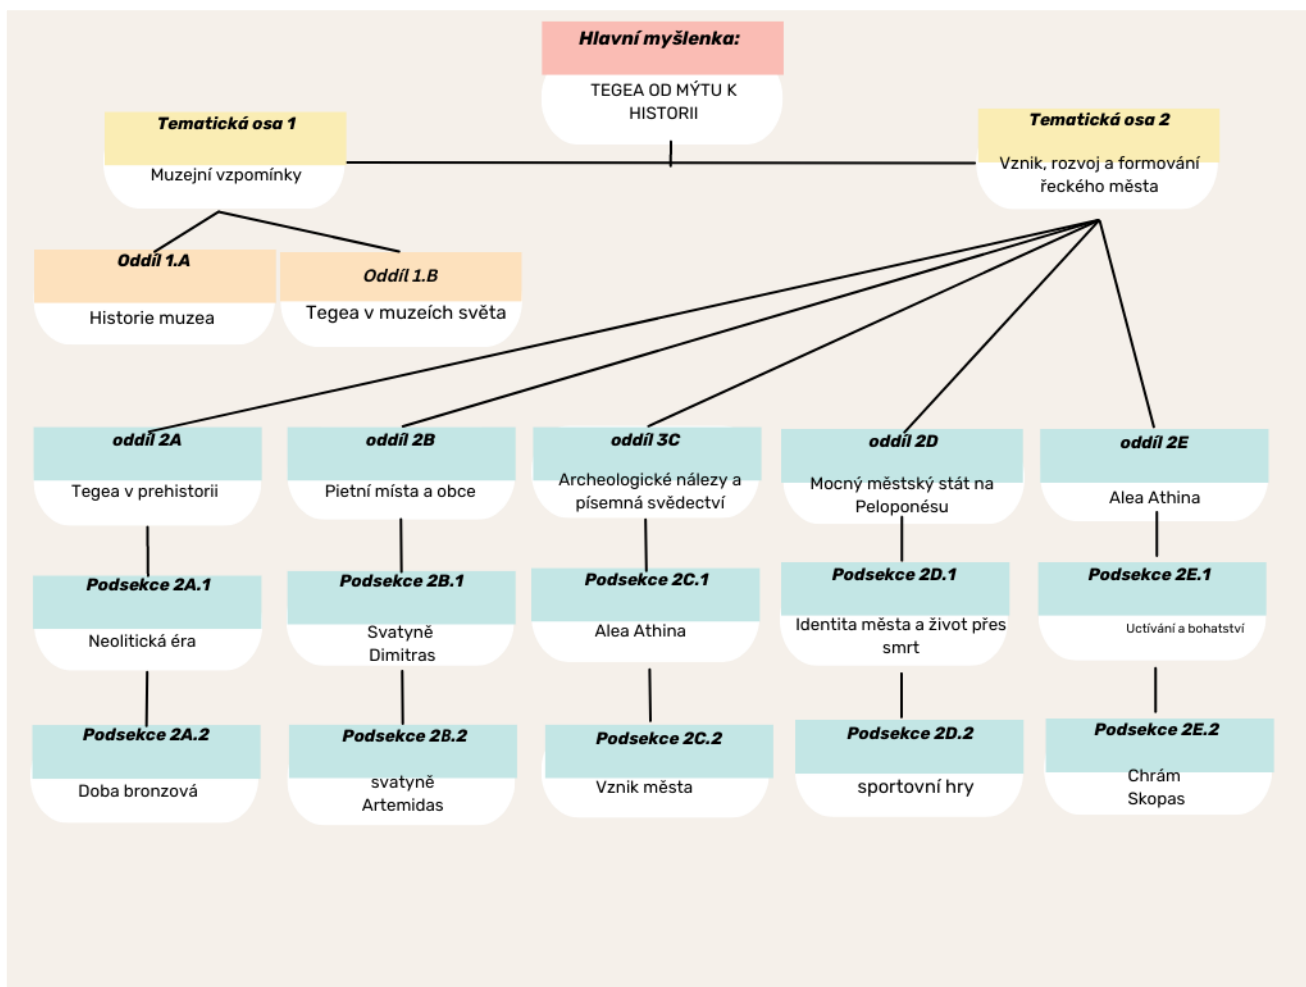 Hlavní myšlenka:
TEGEA OD MÝTU K
HISTORII
Tematická osa 1
Muzejní vzpomínky
Tematická osa 2
Vznik, rozvoj a formování
řeckého města
Oddíl 1.A
Historie muzea
Oddíl 1.B
Tegea v muzeích světa
oddíl 2A
Tegea v prehistorii
oddíl 2B
Pietní místa a obce
oddíl 3C
Archeologické nálezy a
písemná svědectví
oddíl 2D
Mocný městský stát na
Peloponésu
oddíl 2E
Alea Athina
Podsekce 2A.1
Neolitická éra
Podsekce 2B.1
Svatyně
Dimitras
Podsekce 2C.1
Alea Athina
Podsekce 2D.1
Identita města a život přes
smrt
Podsekce 2E.1
Uctívání a bohatství
Podsekce 2A.2
Doba bronzová
Podsekce 2B.2
svatyně
Artemidas
Podsekce 2C.2
Vznik města
Podsekce 2D.2
sportovní hry
Podsekce 2E.2
Chrám
Skopas